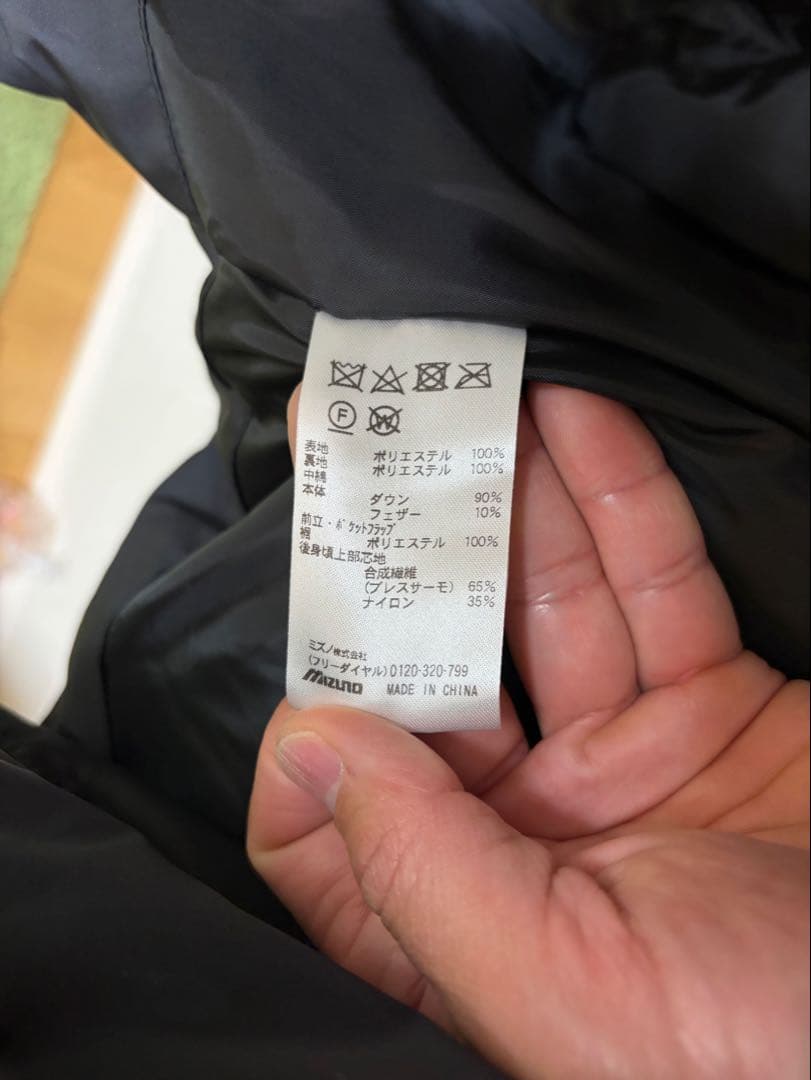 F W
表地 ポリエステル 100%
裏地 ポリエステル 100%
中綿
本体 ダウン 90%
フェザー 10%
前立・ポケットフラップ
裾 ポリエステル 100%
後身頃上部芯地
合成繊維
(ブレスサーモ) 65%
ナイロン 35%
ミズノ株式会社
(フリーダイヤル)0120-320-799
MIZUNO MADE IN CHINA